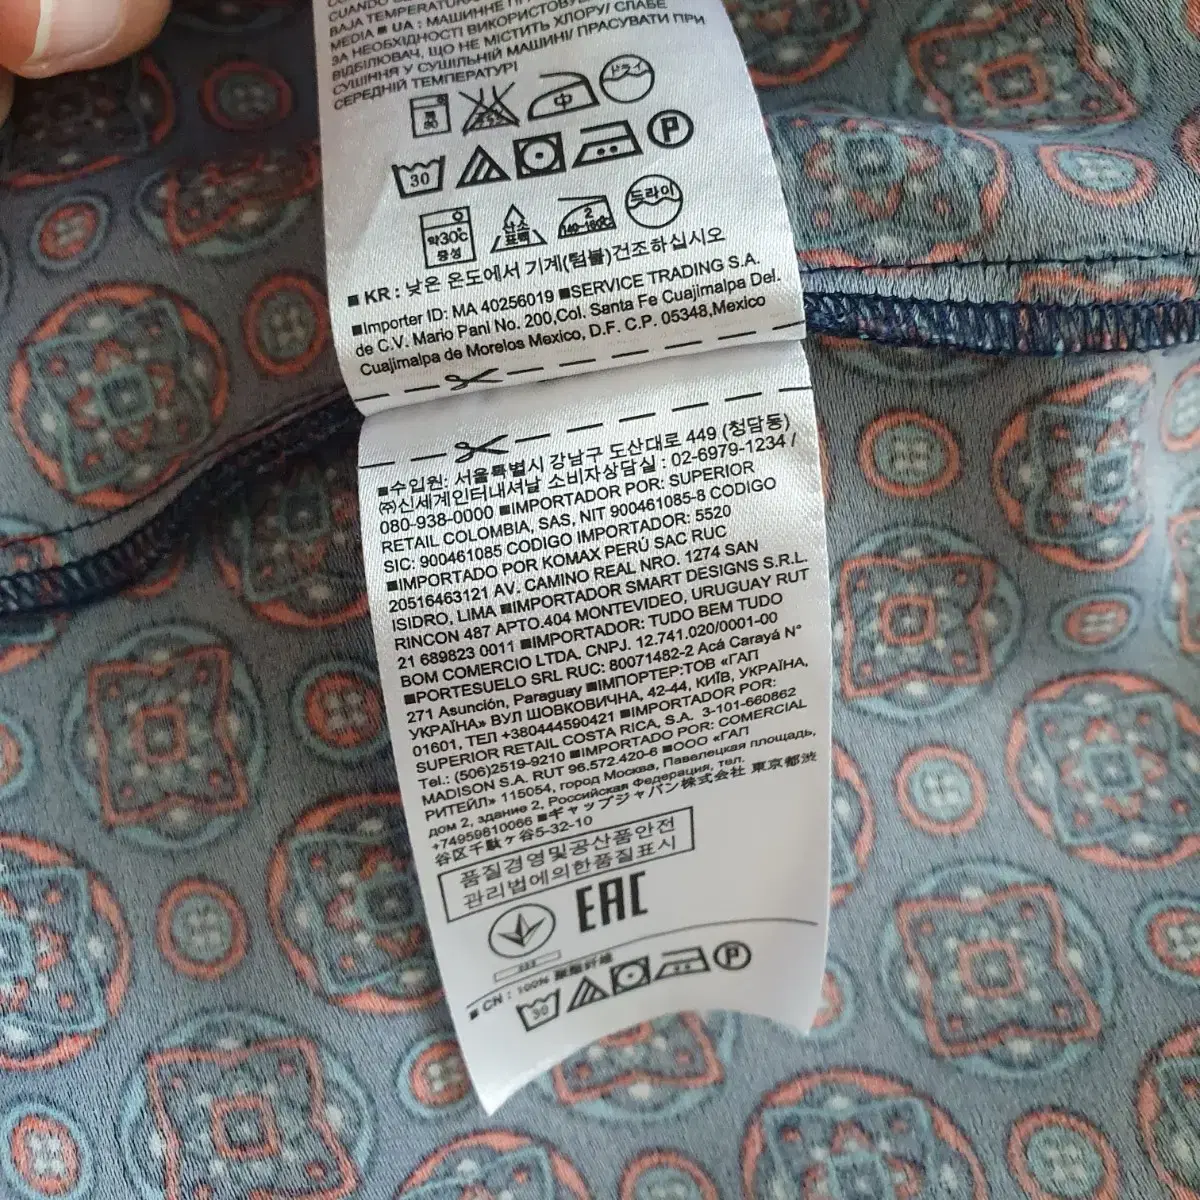 BAJA TEMPERATURA
MEDIA ■ UA : МАШИННЕ
ЗА НЕОБХІДНОСТІ ВИКОРИСТОВУ
ВІДБІЛЮВАЧ, ЩО НЕ МІСТИТЬ ХЛОРУ/ СЛАБЕ
СУШІННЯ У СУШИЛЬНІЙ МАШИНІ/ ПРАСУВАТИ ПРИ
СЕРЕДНІЙ ТЕМПЕРАТУРІ
中 ドライ
30 P
약30℃ 중성 산소 표백 2 140~160℃ 드라이
■ KR : 낮은 온도에서 기계(텀블)건조하십시오
■Importer ID: MA 40256019 ■SERVICE TRADING S.A.
de C.V. Mario Pani No. 200,Col. Santa Fe Cuajimalpa Del.
Cuajimalpa de Morelos Mexico, D.F. C.P. 05348,Mexico
■수입원: 서울특별시 강남구 도산대로 449 (청담동)
㈜신세계인터내셔날 소비자상담실 : 02-6979-1234 /
080-938-0000 ■IMPORTADOR POR: SUPERIOR
RETAIL COLOMBIA, SAS, NIT 900461085-8 CODIGO
SIC: 900461085 CODIGO IMPORTADOR: 5520
■IMPORTADO POR KOMAX PERÚ SAC RUC
20516463121 AV. CAMINO REAL NRO. 1274 SAN
ISIDRO, LIMA ■IMPORTADOR SMART DESIGNS S.R.L.
RINCON 487 APTO.404 MONTEVIDEO, URUGUAY RUT
21 689823 0011 ■IMPORTADOR: TUDO BEM TUDO
BOM COMERCIO LTDA, CNPJ. 12.741.020/0001-00
■PORTESUELO SRL RUC: 80071482-2 Acá Carayá N°
271 Asunción, Paraguay ■ІМПОРТЕР:ТОВ «ГАП
УКРАЇНА» ВУЛ ШОВКОВИЧНА, 42-44, КИЇВ, УКРАЇНА,
01601, ТЕЛ +380444590421 ■IMPORTADOR POR:
SUPERIOR RETAIL COSTA RICA, S.A. 3-101-660862
Tel.: (506)2519-9210 ■IMPORTADO POR: COMERCIAL
MADISON S.A. RUT 96.572.420-6 ■ООО «ГАП
РИТЕЙЛ» 115054, город Москва, Павелецкая площадь,
дом 2, здание 2, Российская Федерация, тел.
+74959810066 ■ギャップジャパン株式会社 東京都渋
谷区千駄ヶ谷5-32-10
품질경영및공산품안전
관리법에의한품질표시
EAC
■ CN : 100%
30 P